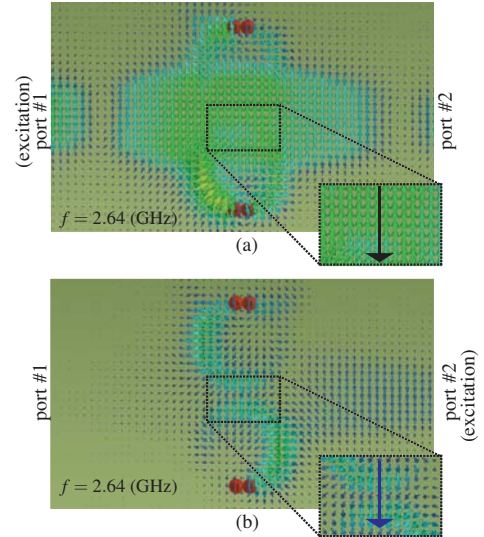 (excitation)
port #1
port #2
f = 2.64 (GHz)
(a)
port #1
port #2
(excitation)
f = 2.64 (GHz)
(b)